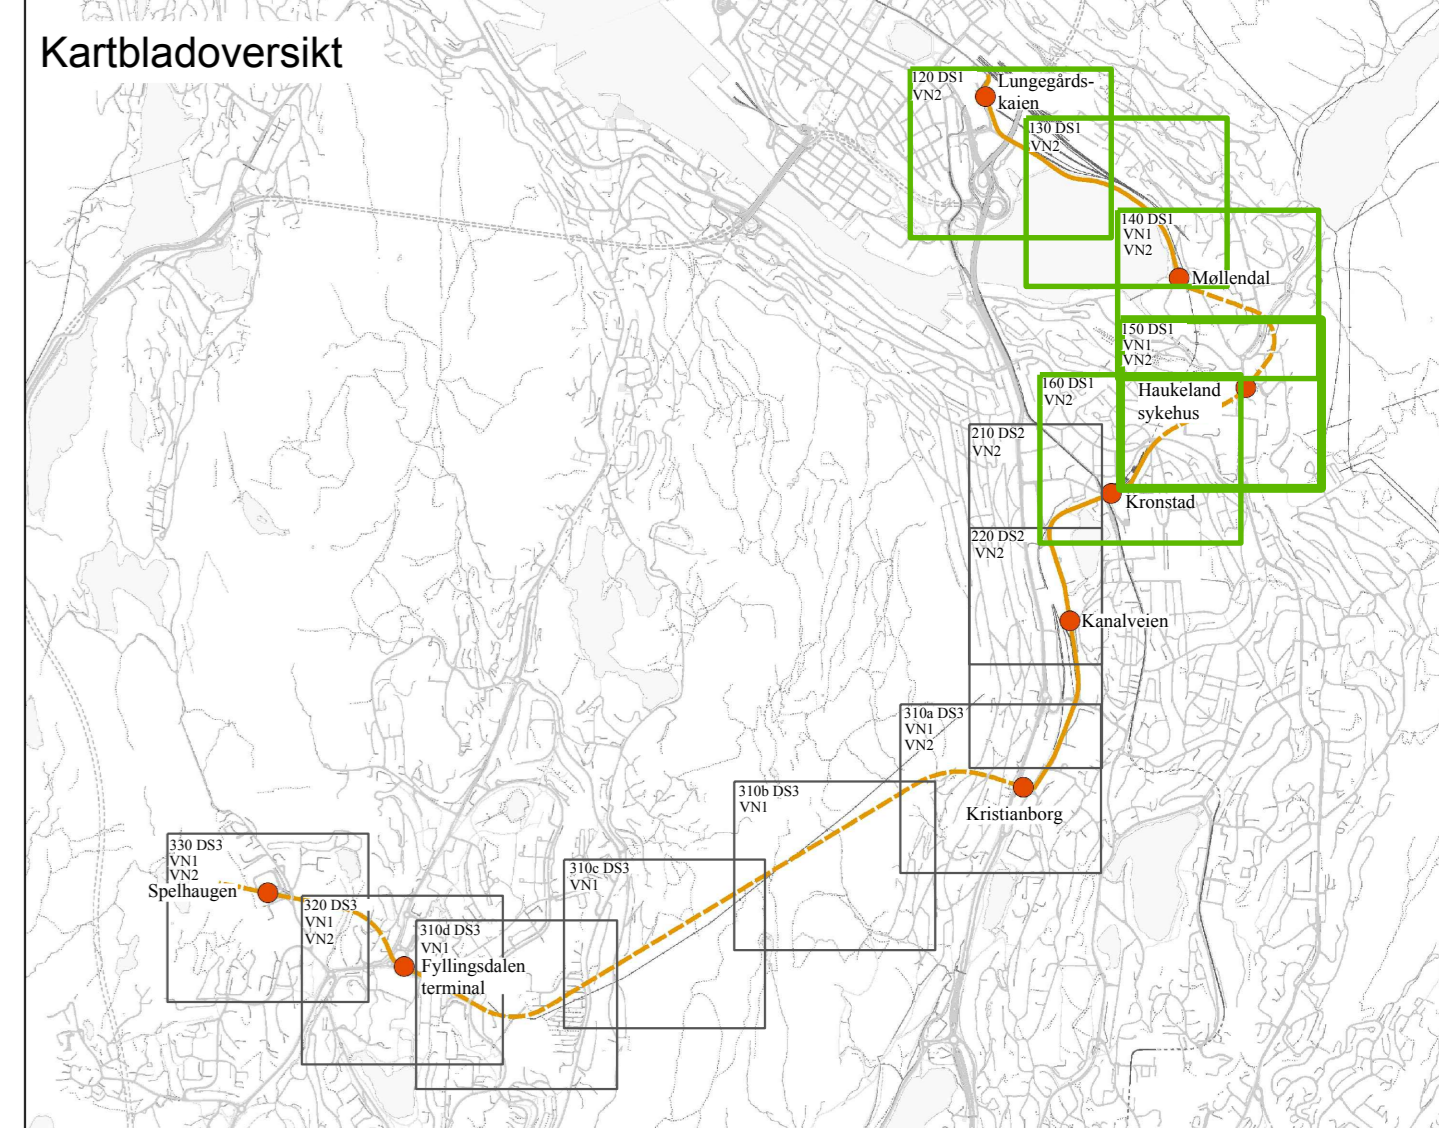 Kartbladoversikt
120 DS1
VN2
Lungegårds-
kaien
130 DS1
VN2
140 DS1
VN1
VN2
Møllendal
150 DS1
VN1
VN2
160 DS1
VN2
Haukeland
sykehus
210 DS2
VN2
Kronstad
220 DS2
VN2
Kanalveien
310a DS3
VN1
VN2
310b DS3
VN1
Kristianborg
330 DS3
VN1
VN2
Spelhaugen
310c DS3
VN1
320 DS3
VN1
VN2
310d DS3
VN1
Fyllingsdalen
terminal